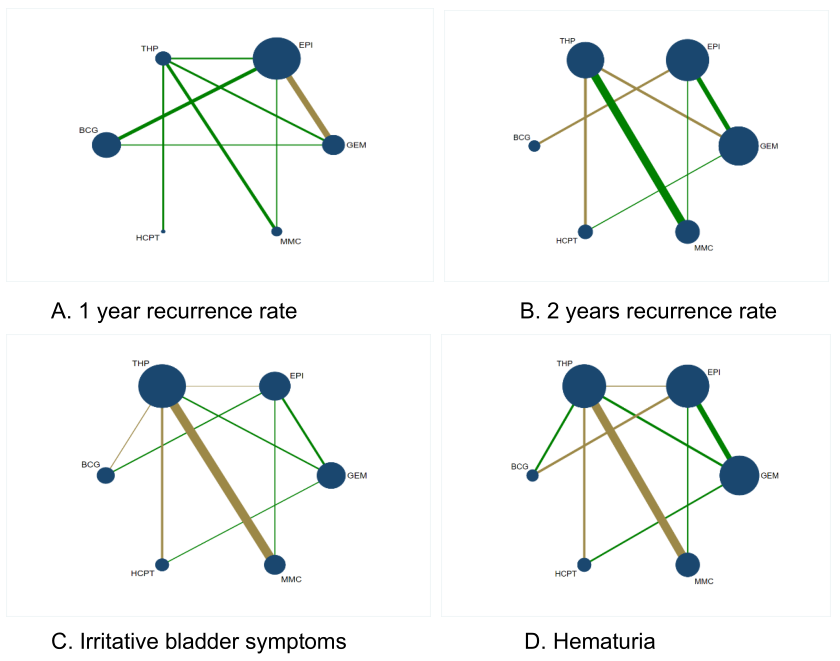 THP
EPI
BCG
GEM
HCPT
MMC
A. 1 year recurrence rate
THP
EPI
BCG
GEM
HCPT
MMC
B. 2 years recurrence rate
THP
EPI
BCG
GEM
HCPT
MMC
C. Irritative bladder symptoms
THP
EPI
BCG
GEM
HCPT
MMC
D. Hematuria